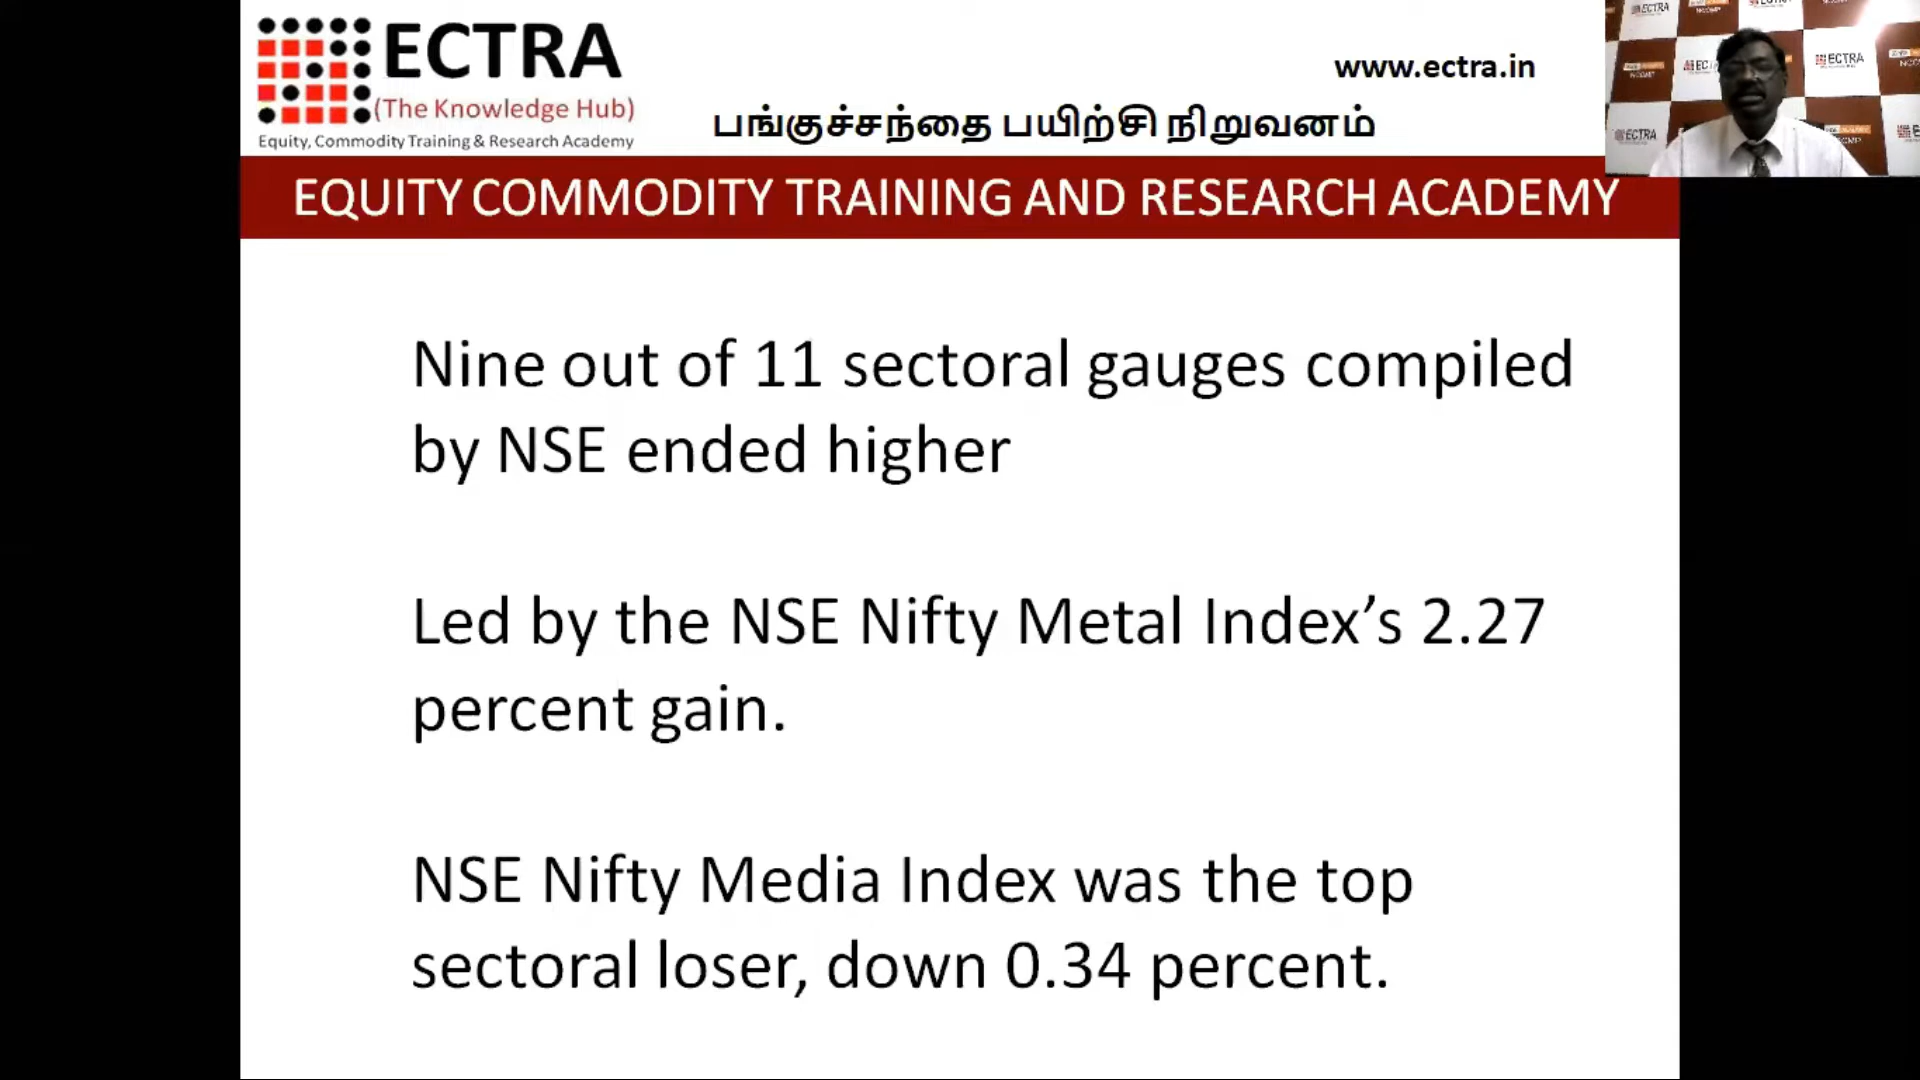 ECTRA
(The Knowledge Hub)
Equity, Commodity Training & Research Academy
www.ectra.in
பங்குச்சந்தை பயிற்சி நிறுவனம்
EQUITY COMMODITY TRAINING AND RESEARCH ACADEMY
Nine out of 11 sectoral gauges compiled
by NSE ended higher
Led by the NSE Nifty Metal Index’s 2.27
percent gain.
NSE Nifty Media Index was the top
sectoral loser, down 0.34 percent.
ECTRA
ECTRA
ECTRA